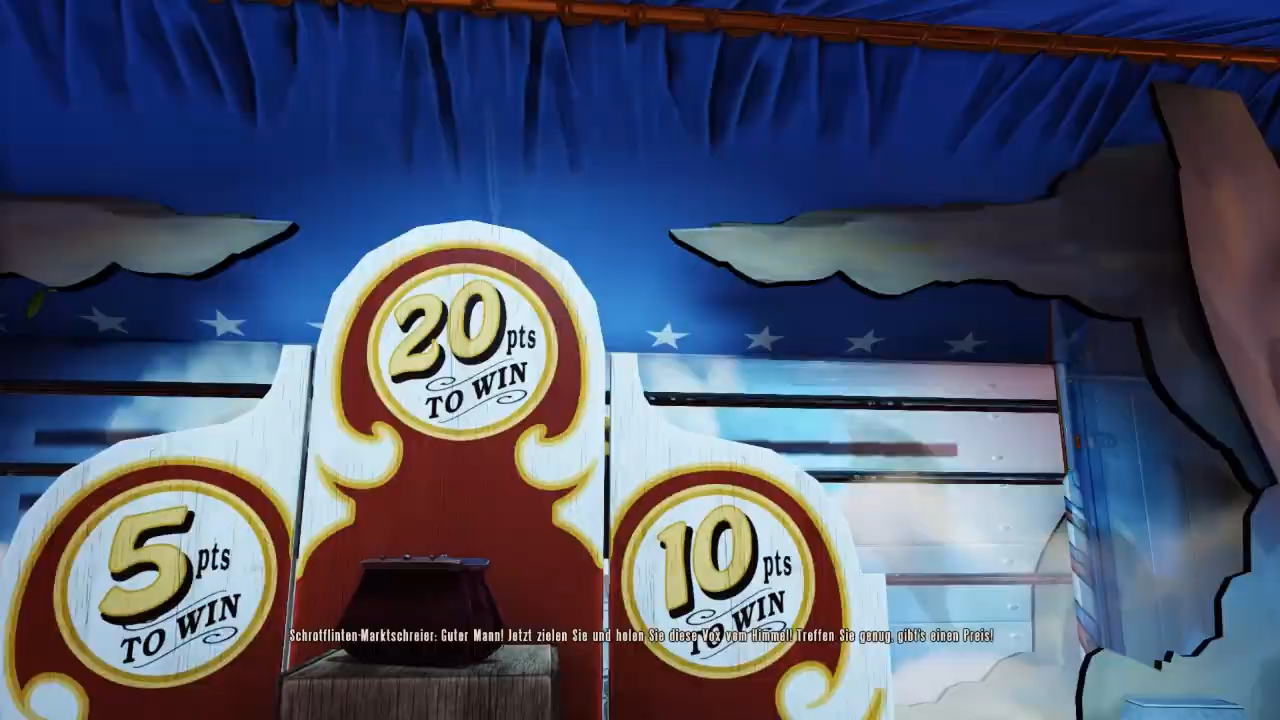 20 pts
TO WIN
5 pts
TO WIN
10 pts
TO WIN
Schrotflinten-Marktschreier: Guter Mann! Jetzt zielen Sie und holen Sie diese Vox vom Himmel! Treffen Sie genug, gibt's einen Preis!